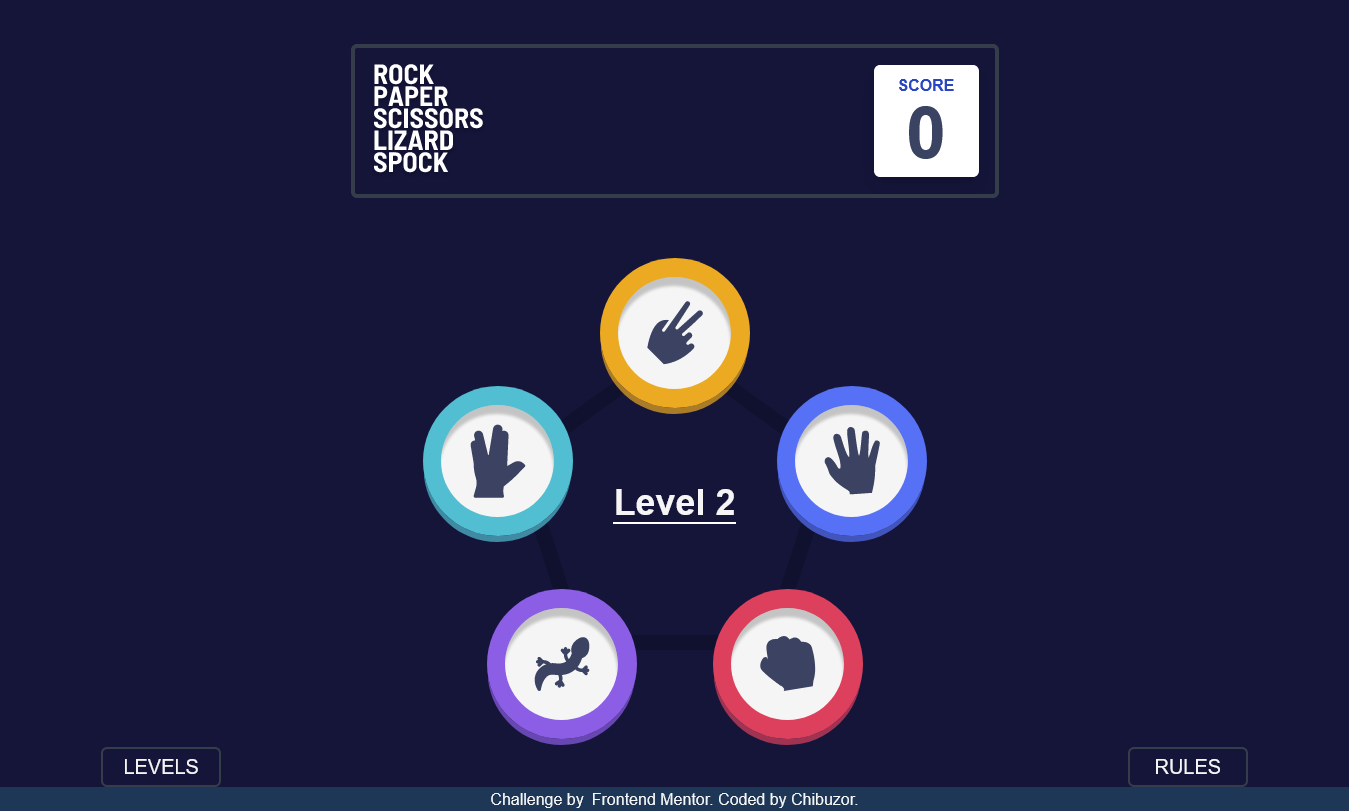 ROCK
PAPER
SCISSORS
LIZARD
SPOCK
SCORE
0
Level 2
LEVELS
RULES
Challenge by Frontend Mentor. Coded by Chibuzor.